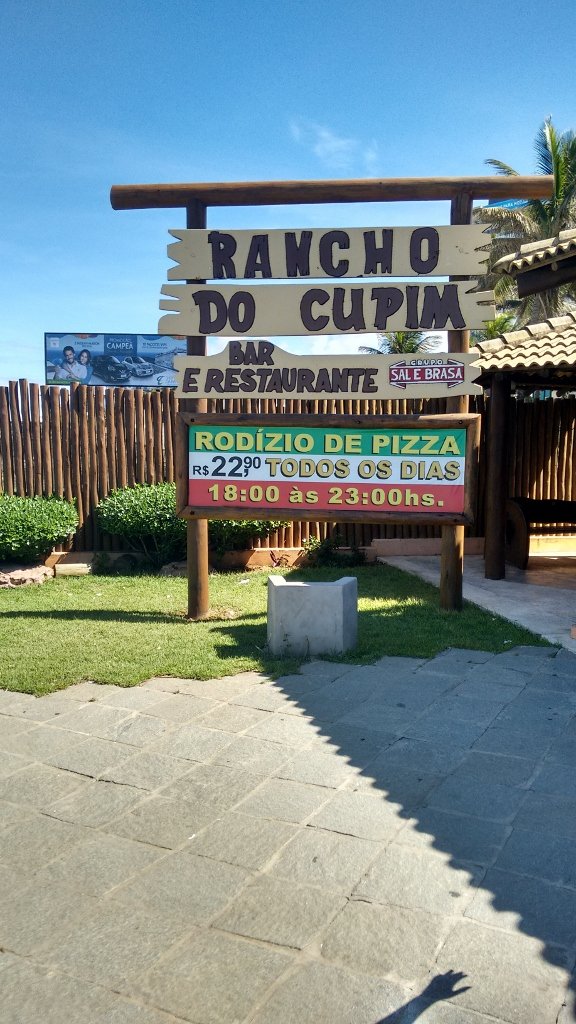 RANCHO
DO CUPIM
BAR
E RESTAURANTE
GRUPO
SAL E BRASA
RODÍZIO DE PIZZA
R$ 22,90 TODOS OS DIAS
18:00 às 23:00hs.
CAMPEÃ